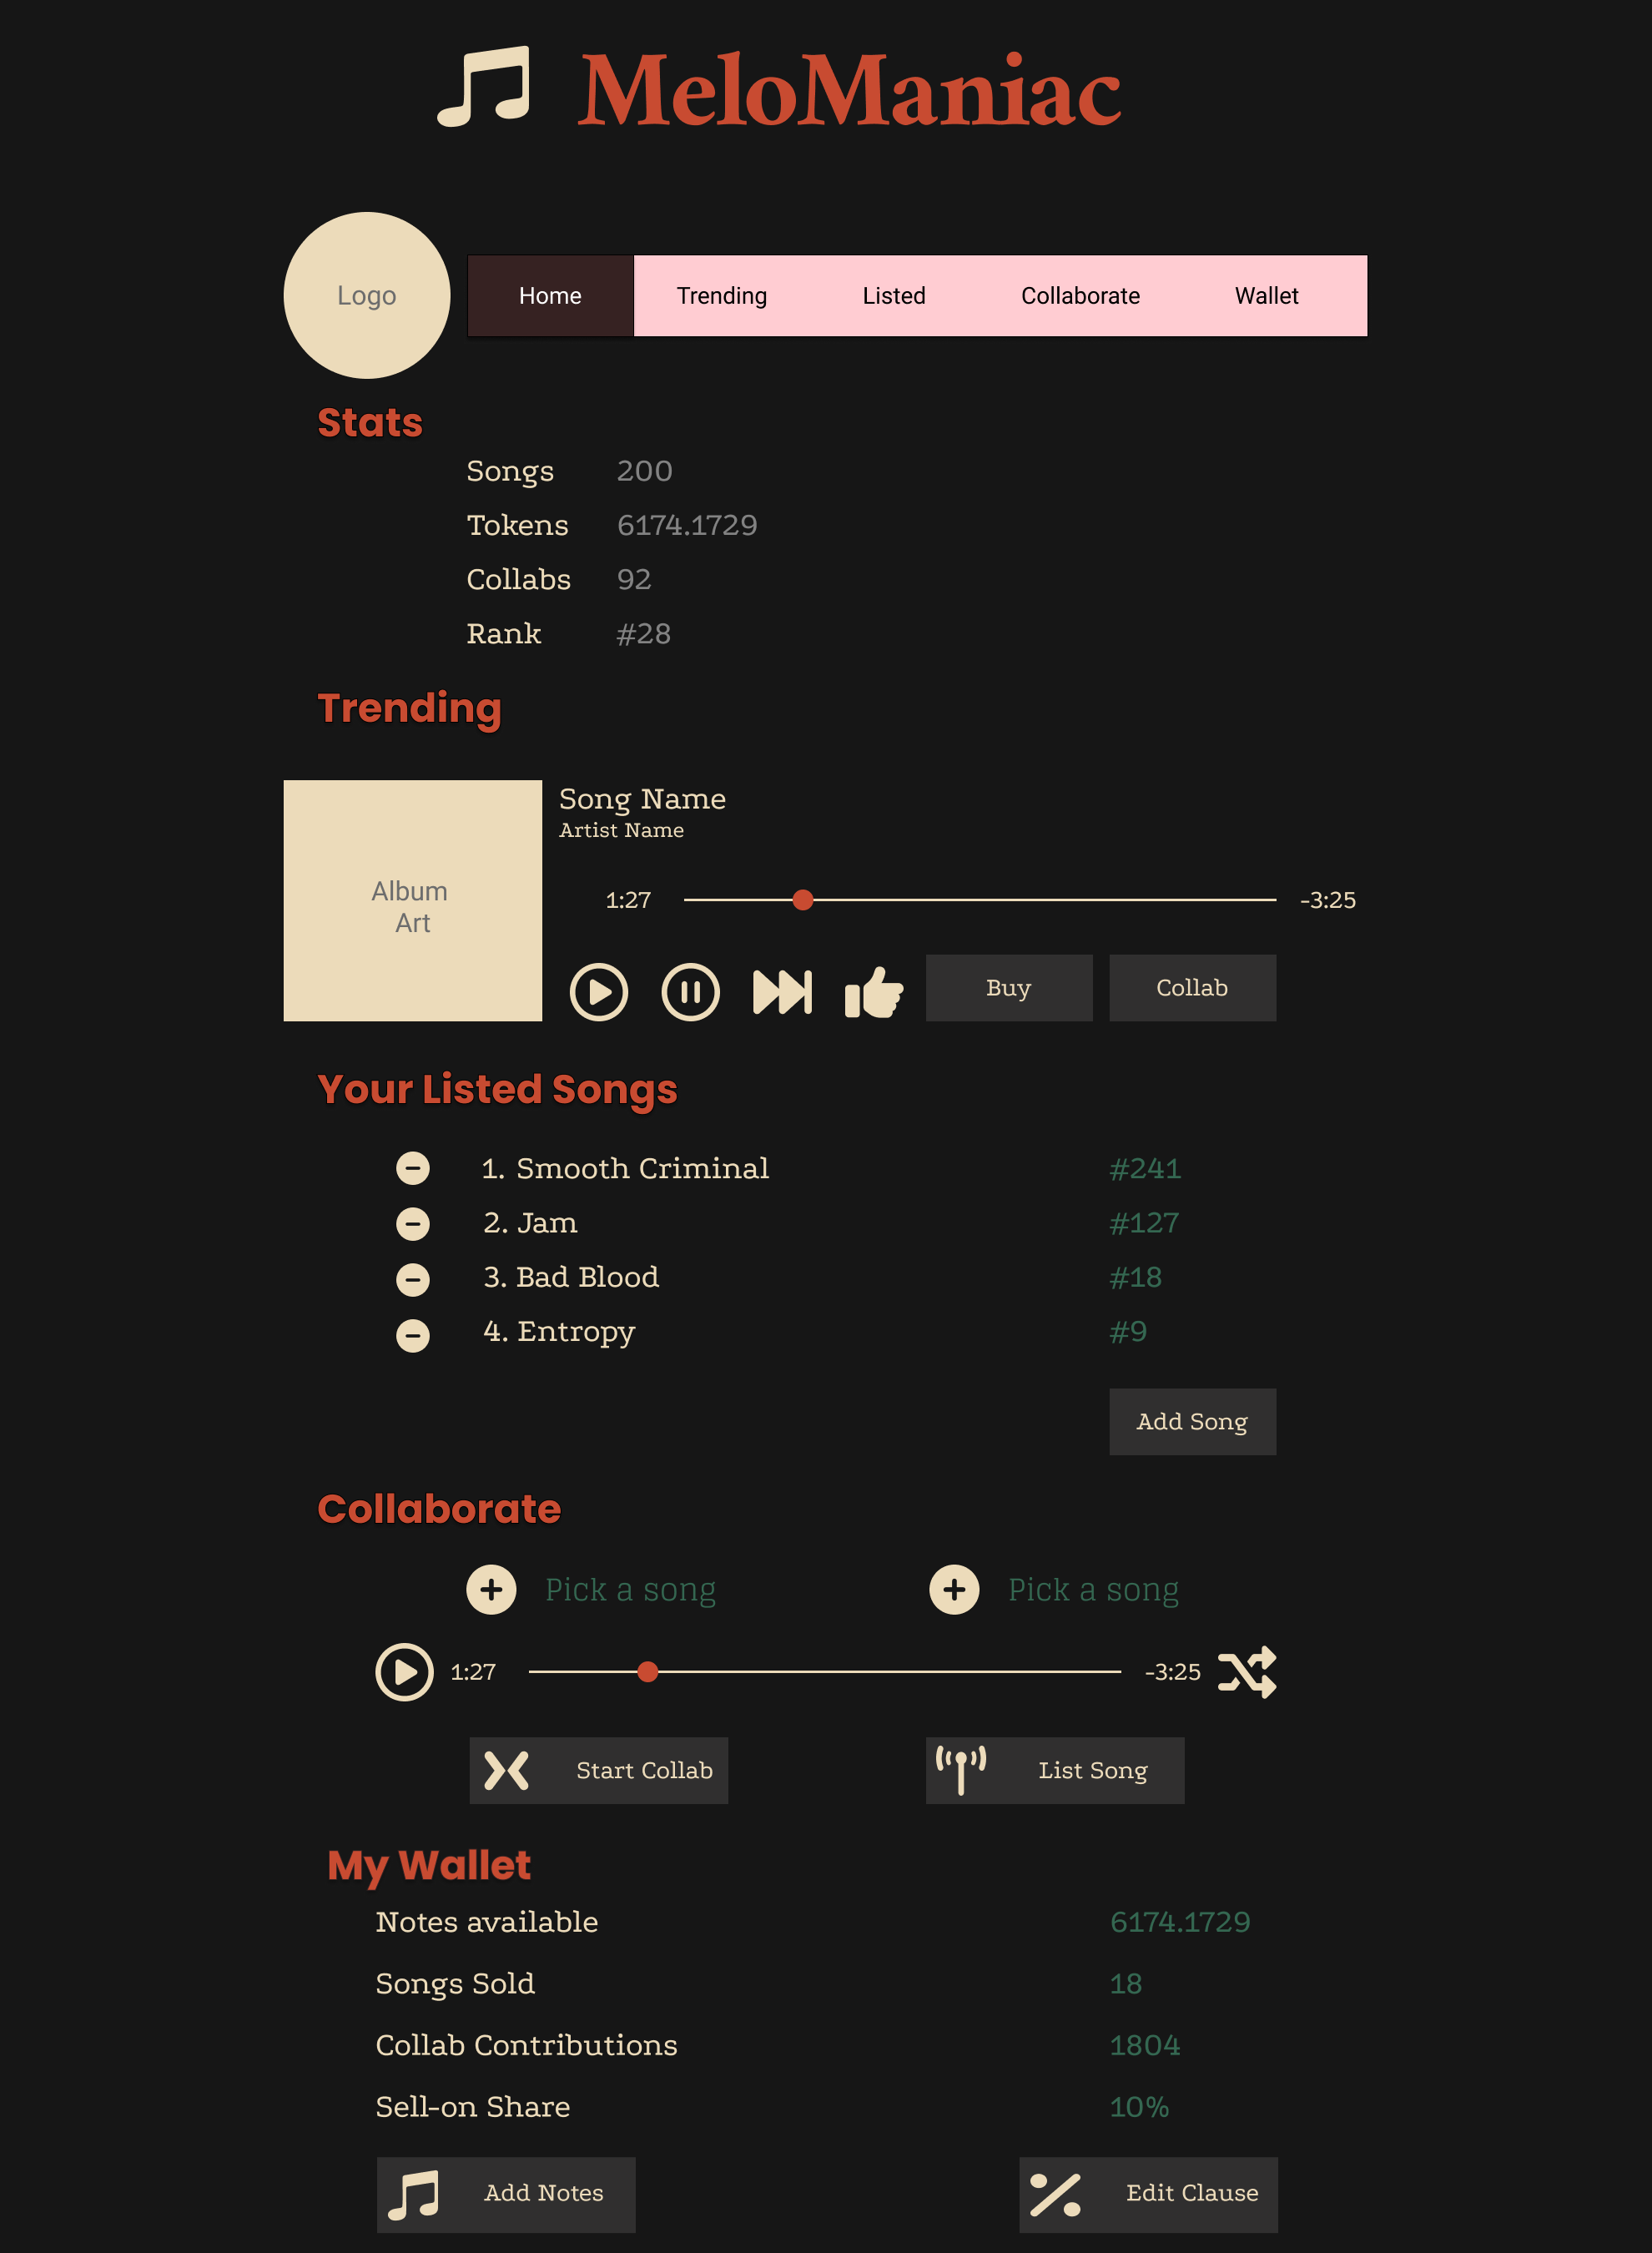 MeloManiac
Logo
Home Trending Listed Collaborate Wallet
Stats
Songs 200
Tokens 6174.1729
Collabs 92
Rank #28
Trending
Album
Art
Song Name
Artist Name
1:27 -3:25
Buy Collab
Your Listed Songs
1. Smooth Criminal #241
2. Jam #127
3. Bad Blood #18
4. Entropy #9
Add Song
Collaborate
Pick a song Pick a song
1:27 -3:25
Start Collab List Song
My Wallet
Notes available 6174.1729
Songs Sold 18
Collab Contributions 1804
Sell-on Share 10%
Add Notes Edit Clause